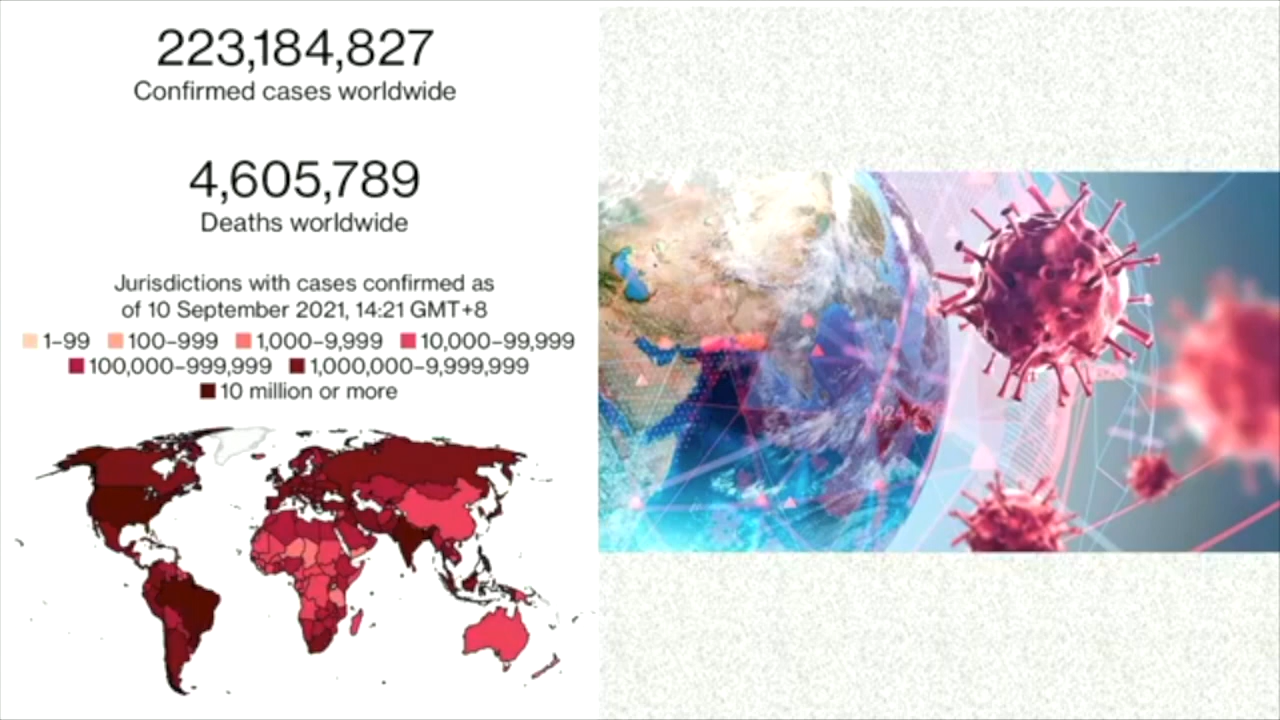 223,184,827
Confirmed cases worldwide
4,605,789
Deaths worldwide
Jurisdictions with cases confirmed as
of 10 September 2021, 14:21 GMT+8
1–99 100–999 1,000–9,999 10,000–99,999
100,000–999,999 1,000,000–9,999,999
10 million or more